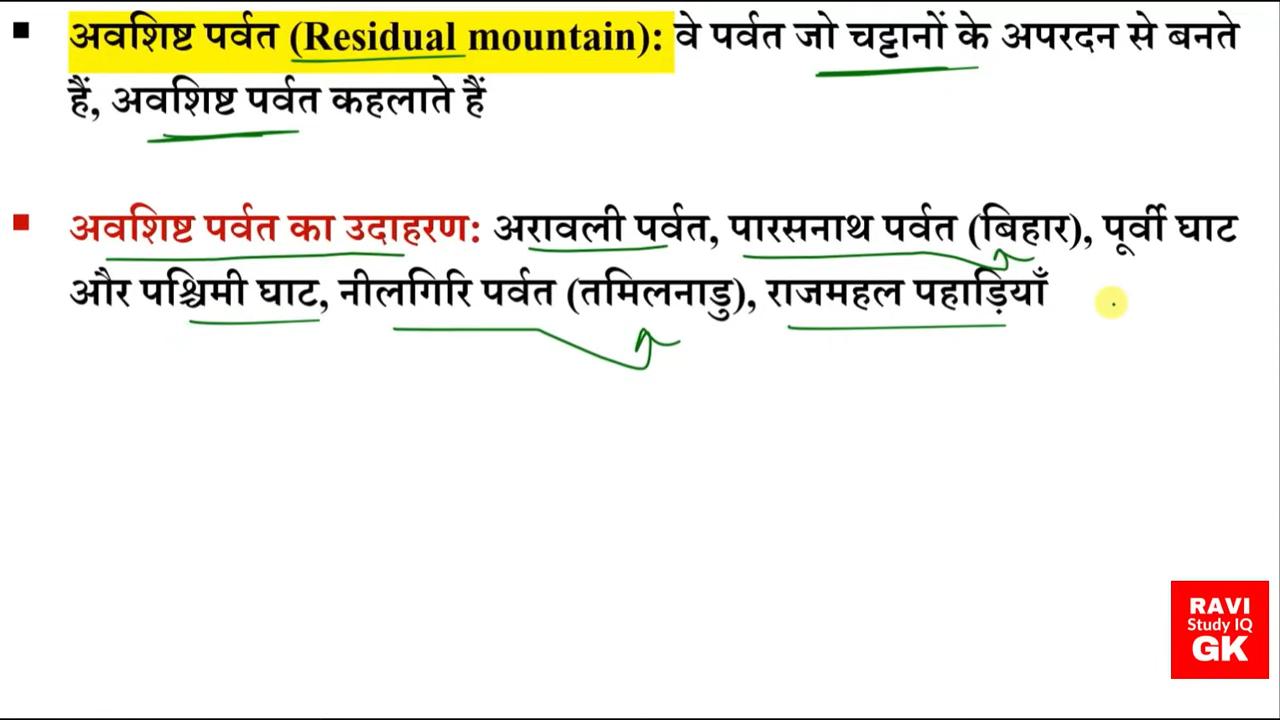 ▪ अवशिष्ट पर्वत (Residual mountain): वे पर्वत जो चट्टानों के अपरदन से बनते
हैं, अवशिष्ट पर्वत कहलाते हैं
▪ अवशिष्ट पर्वत का उदाहरण: अरावली पर्वत, पारसनाथ पर्वत (बिहार), पूर्वी घाट
और पश्चिमी घाट, नीलगिरि पर्वत (तमिलनाडु), राजमहल पहाड़ियाँ
RAVI
Study IQ
GK